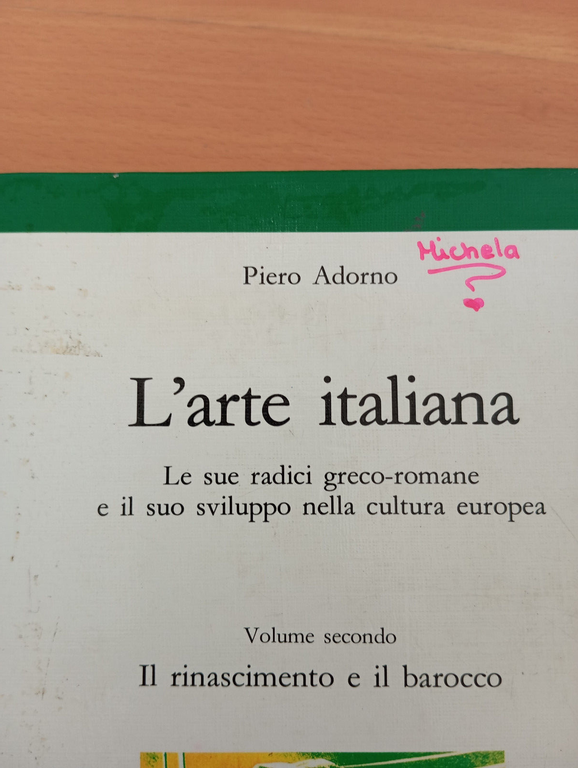 Michela
Piero Adorno
L'arte italiana
Le sue radici greco-romane
e il suo sviluppo nella cultura europea
Volume secondo
Il rinascimento e il barocco